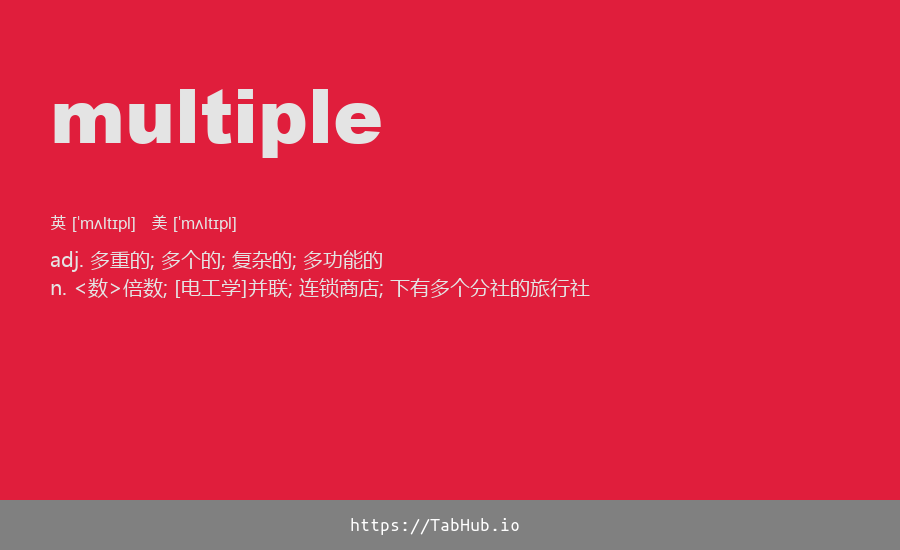 multiple
英 [ˈmʌltɪpl] 美 [ˈmʌltɪpl]
adj. 多重的; 多个的; 复杂的; 多功能的
n. <数>倍数; [电工学]并联; 连锁商店; 下有多个分社的旅行社
https://TabHub.io